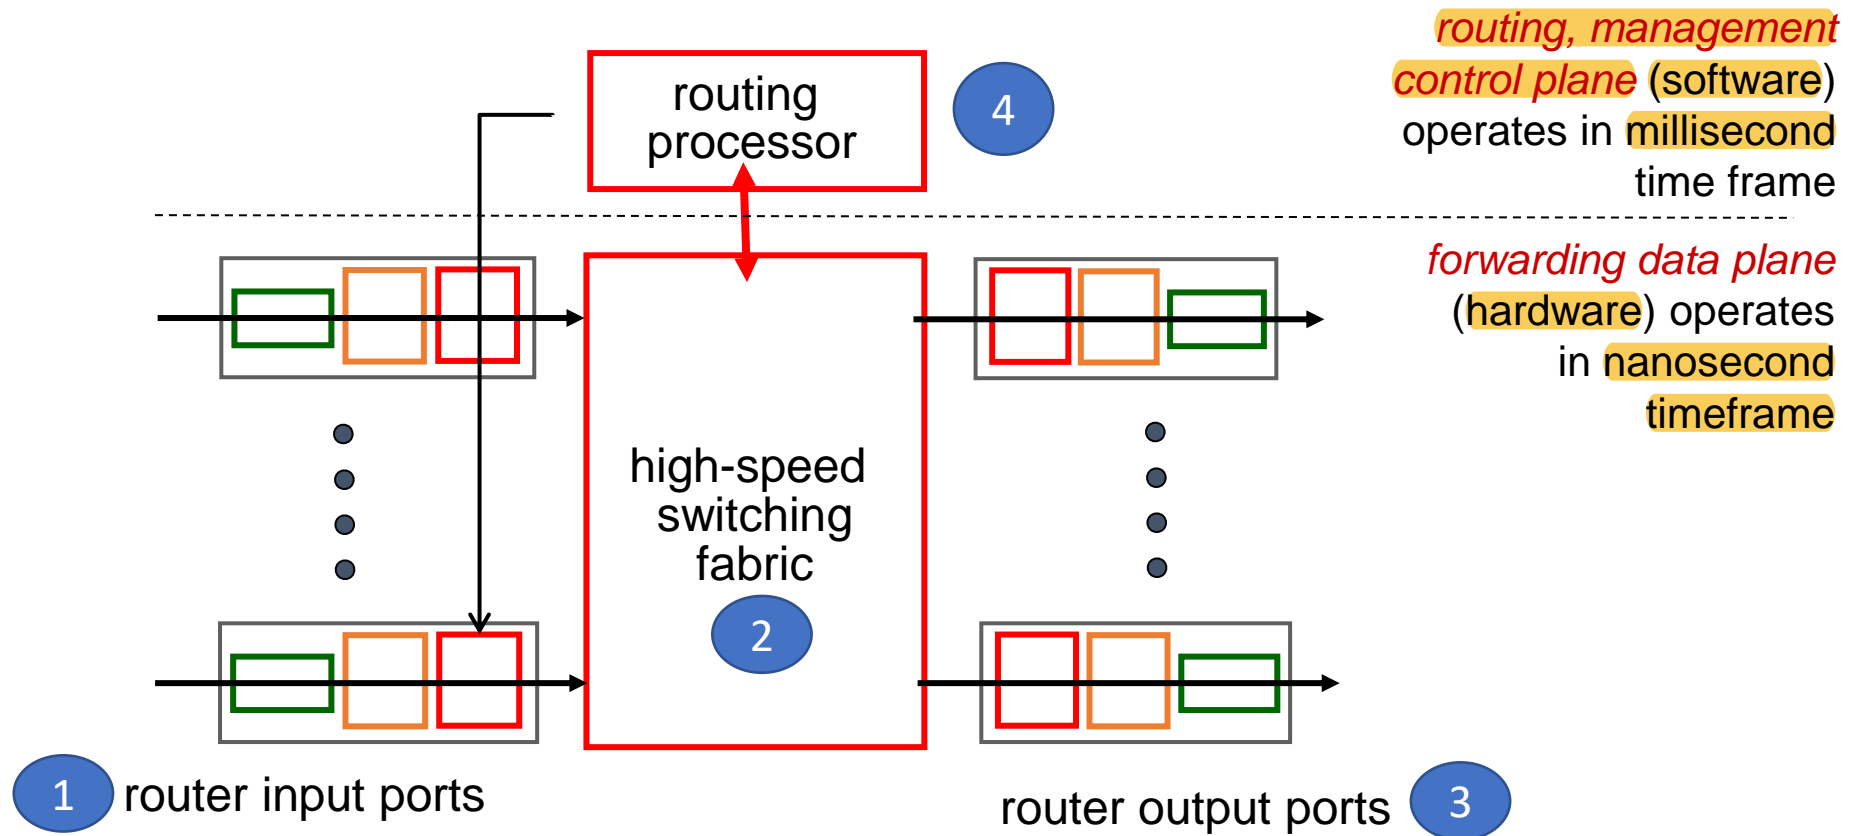 routing, management
control plane (software)
operates in millisecond
time frame
routing
processor
4
forwarding data plane
(hardware) operates
in nanosecond
timeframe
high-speed
switching
fabric
2
1 router input ports
router output ports 3